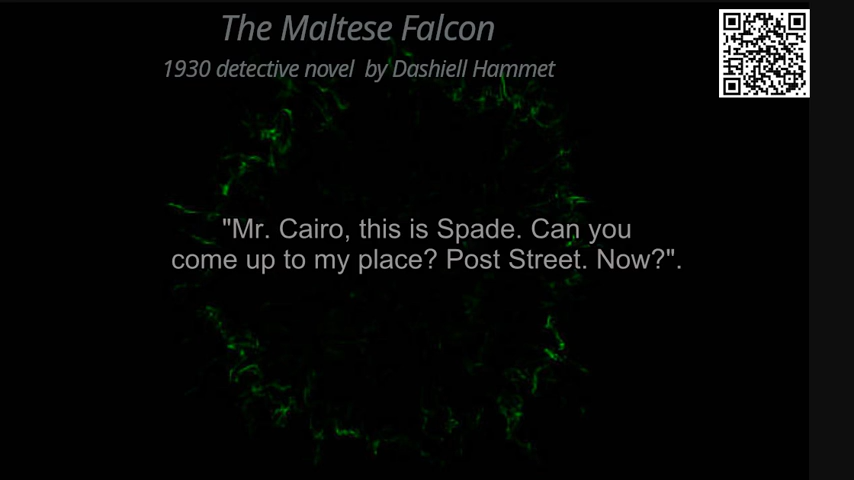 The Maltese Falcon
1930 detective novel by Dashiell Hammet
"Mr. Cairo, this is Spade. Can you
come up to my place? Post Street. Now?".